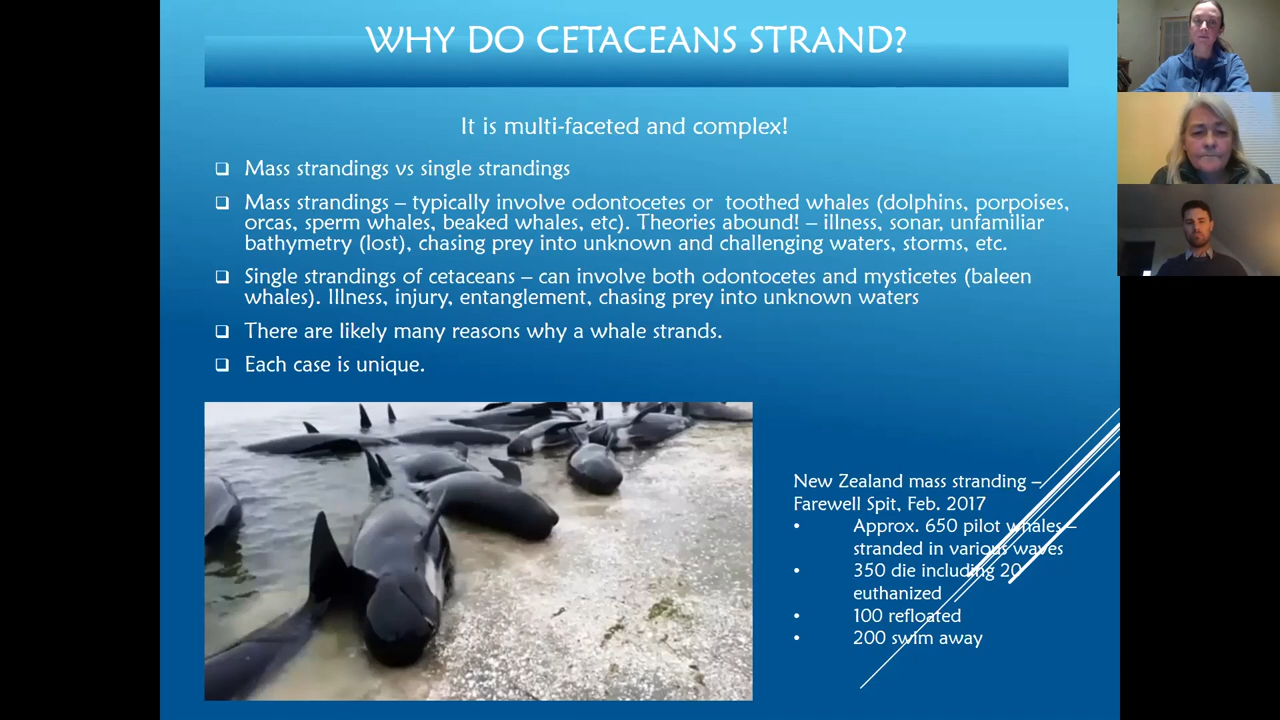 WHY DO CETACEANS STRAND?
It is multi-faceted and complex!
Mass strandings vs single strandings
Mass strandings – typically involve odontocetes or toothed whales (dolphins, porpoises,
orcas, sperm whales, beaked whales, etc). Theories abound! – illness, sonar, unfamiliar
bathymetry (lost), chasing prey into unknown and challenging waters, storms, etc.
Single strandings of cetaceans – can involve both odontocetes and mysticetes (baleen
whales). Illness, injury, entanglement, chasing prey into unknown waters
There are likely many reasons why a whale strands.
Each case is unique.
New Zealand mass stranding –
Farewell Spit, Feb. 2017
• Approx. 650 pilot whales –
stranded in various waves
• 350 die including 20
euthanized
• 100 refloated
• 200 swim away